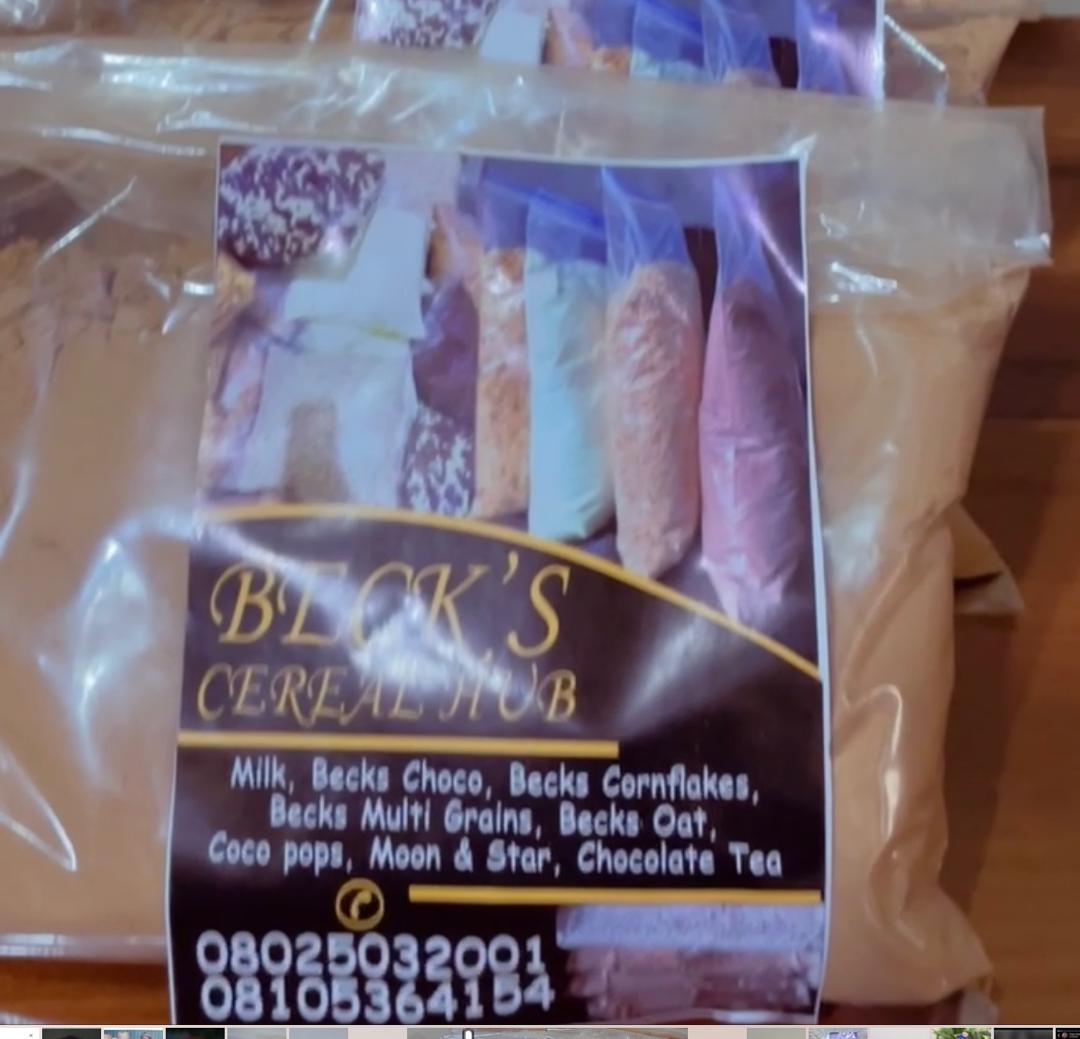 BECK'S
CEREAL HUB
Milk, Becks Choco, Becks Cornflakes,
Becks Multi Grains, Becks Oat,
Coco pops, Moon & Star, Chocolate Tea
08025032001
08105364154